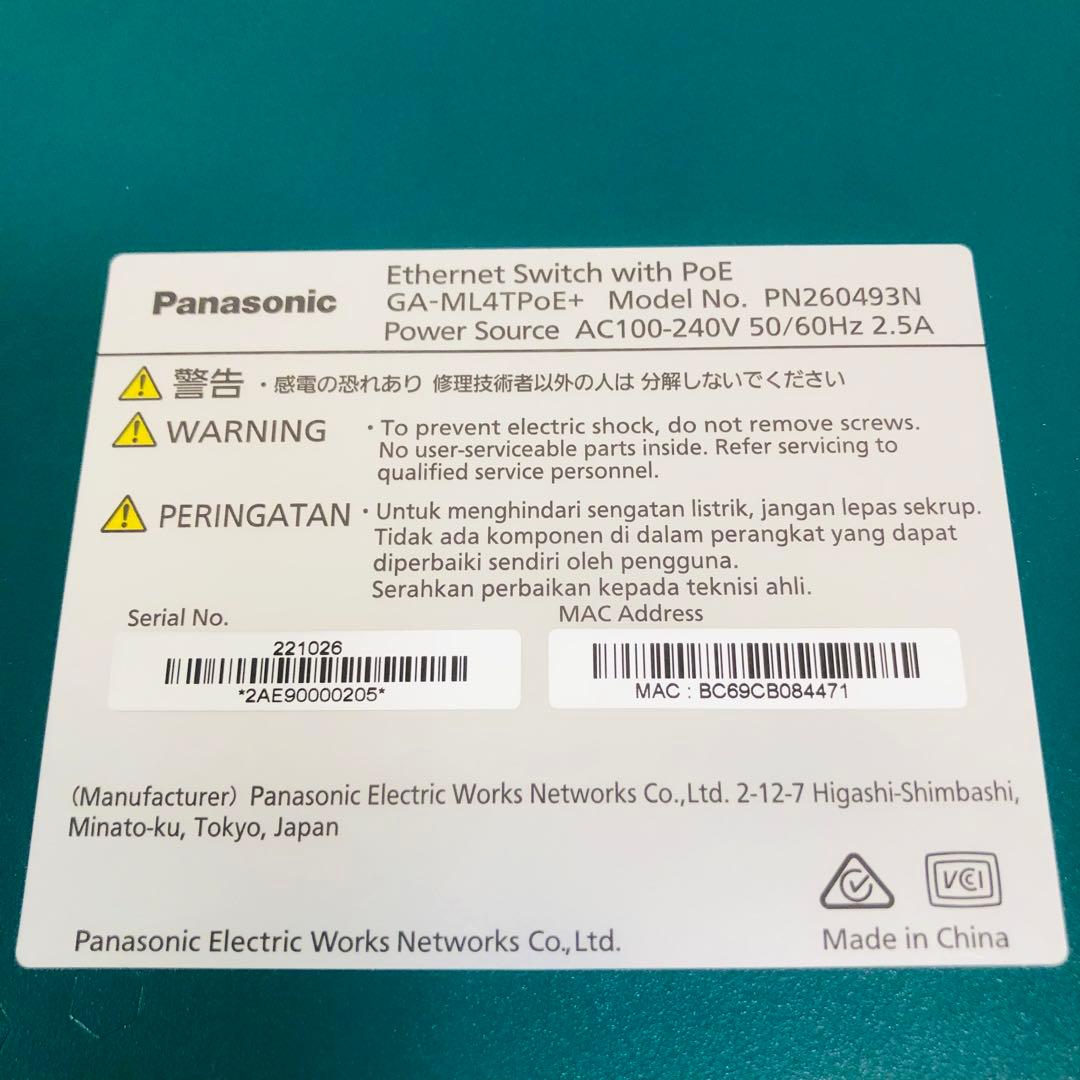 Panasonic
Ethernet Switch with PoE
GA-ML4TPoE+ Model No. PN260493N
Power Source AC100-240V 50/60Hz 2.5A
警告 ・感電の恐れあり 修理技術者以外の人は 分解しないでください
WARNING ・To prevent electric shock, do not remove screws.
No user-serviceable parts inside. Refer servicing to
qualified service personnel.
PERINGATAN ・Untuk menghindari sengatan listrik, jangan lepas sekrup.
Tidak ada komponen di dalam perangkat yang dapat
diperbaiki sendiri oleh pengguna.
Serahkan perbaikan kepada teknisi ahli.
Serial No.
221026
*2AE90000205*
MAC Address
MAC : BC69CB084471
(Manufacturer) Panasonic Electric Works Networks Co.,Ltd. 2-12-7 Higashi-Shimbashi,
Minato-ku, Tokyo, Japan
VCCI
Panasonic Electric Works Networks Co.,Ltd.
Made in China